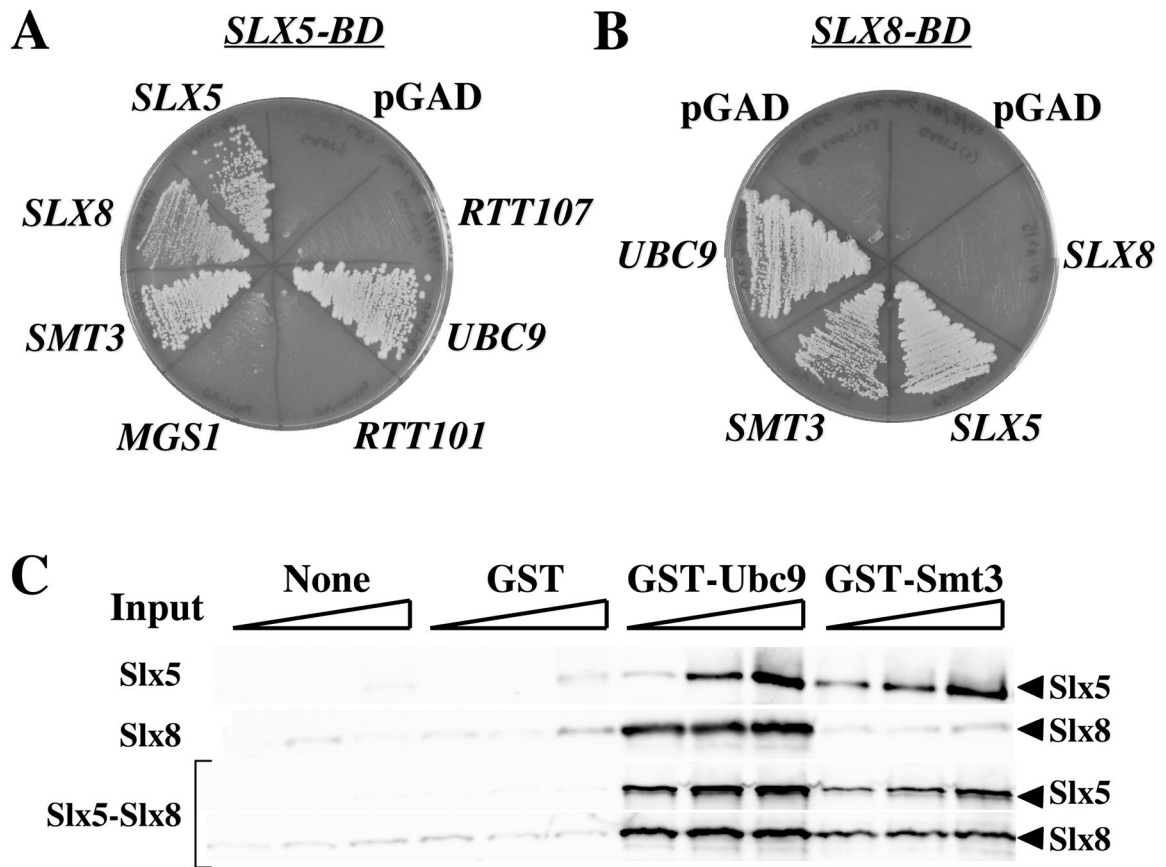 A
SLX5-BD
SLX5
pGAD
SLX8
RTT107
SMT3
UBC9
MGS1
RTT101
B
SLX8-BD
pGAD
pGAD
UBC9
SLX8
SMT3
SLX5
C
None
GST
GST-Ubc9
GST-Smt3
Input
Slx5
Slx5
Slx8
Slx8
Slx5-Slx8
Slx5
Slx8